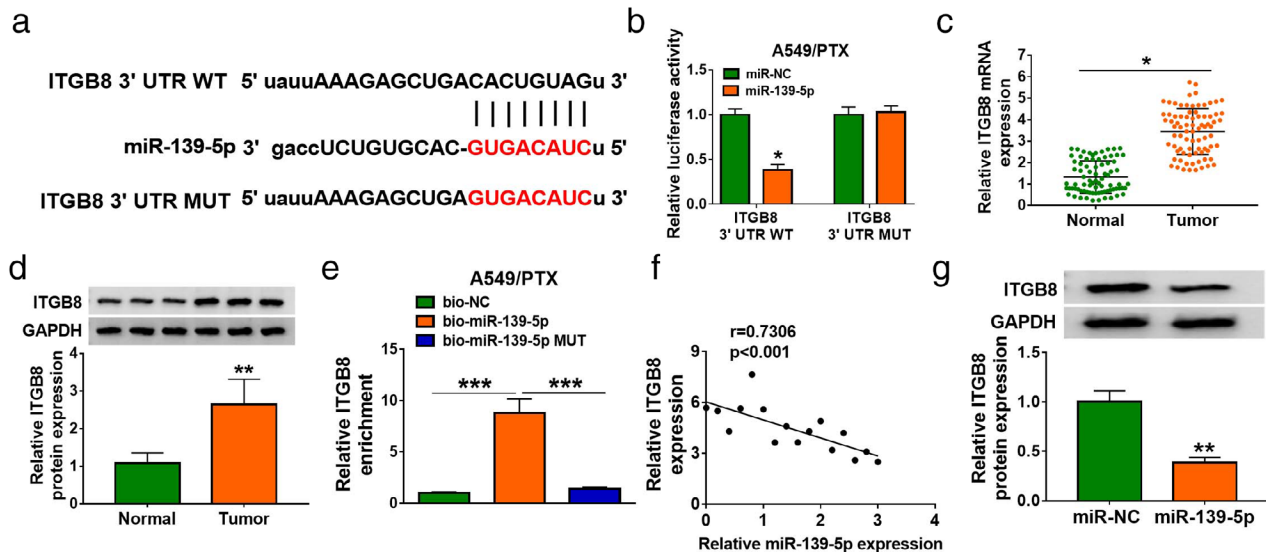 a
ITGB8 3' UTR WT 5' uauuAAAGAGCUGACACUGUAGu 3'
miR-139-5p 3' gaccUCUGUGCAC-GUGACAUCu 5'
ITGB8 3' UTR MUT 5' uauuAAAGAGCUGAGUGACAUCu 3'
b
A549/PTX
miR-NC
miR-139-5p
Relative luciferase activity
1.5
1.0
0.5
0.0
*
ITGB8
3' UTR WT
ITGB8
3' UTR MUT
c
Relative ITGB8 mRNA
expression
7
6
5
4
3
2
1
0
*
Normal
Tumor
d
ITGB8
GAPDH
Relative ITGB8
protein expression
4
3
2
1
0
**
Normal
Tumor
e
A549/PTX
bio-NC
bio-miR-139-5p
bio-miR-139-5p MUT
Relative ITGB8
enrichment
15
10
5
0
***
***
f
r=0.7306
p<0.001
Relative ITGB8
expression
9
6
3
0
0 1 2 3 4
Relative miR-139-5p expression
g
ITGB8
GAPDH
Relative ITGB8
protein expression
1.5
1.0
0.5
0.0
**
miR-NC
miR-139-5p